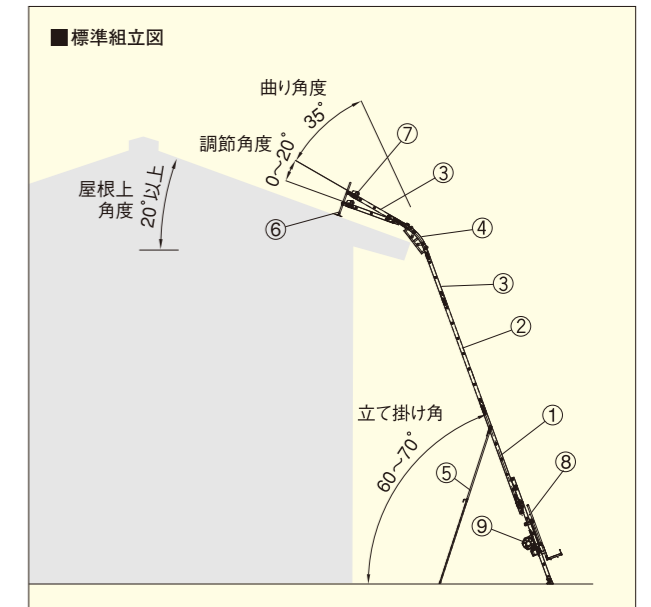 ■標準組立図
曲り角度
35°
調節角度
0〜20°
⑦
③
屋根上
角度
20°以上
⑥
④
③
②
立て掛け角
60〜70°
①
⑤
⑧
⑨